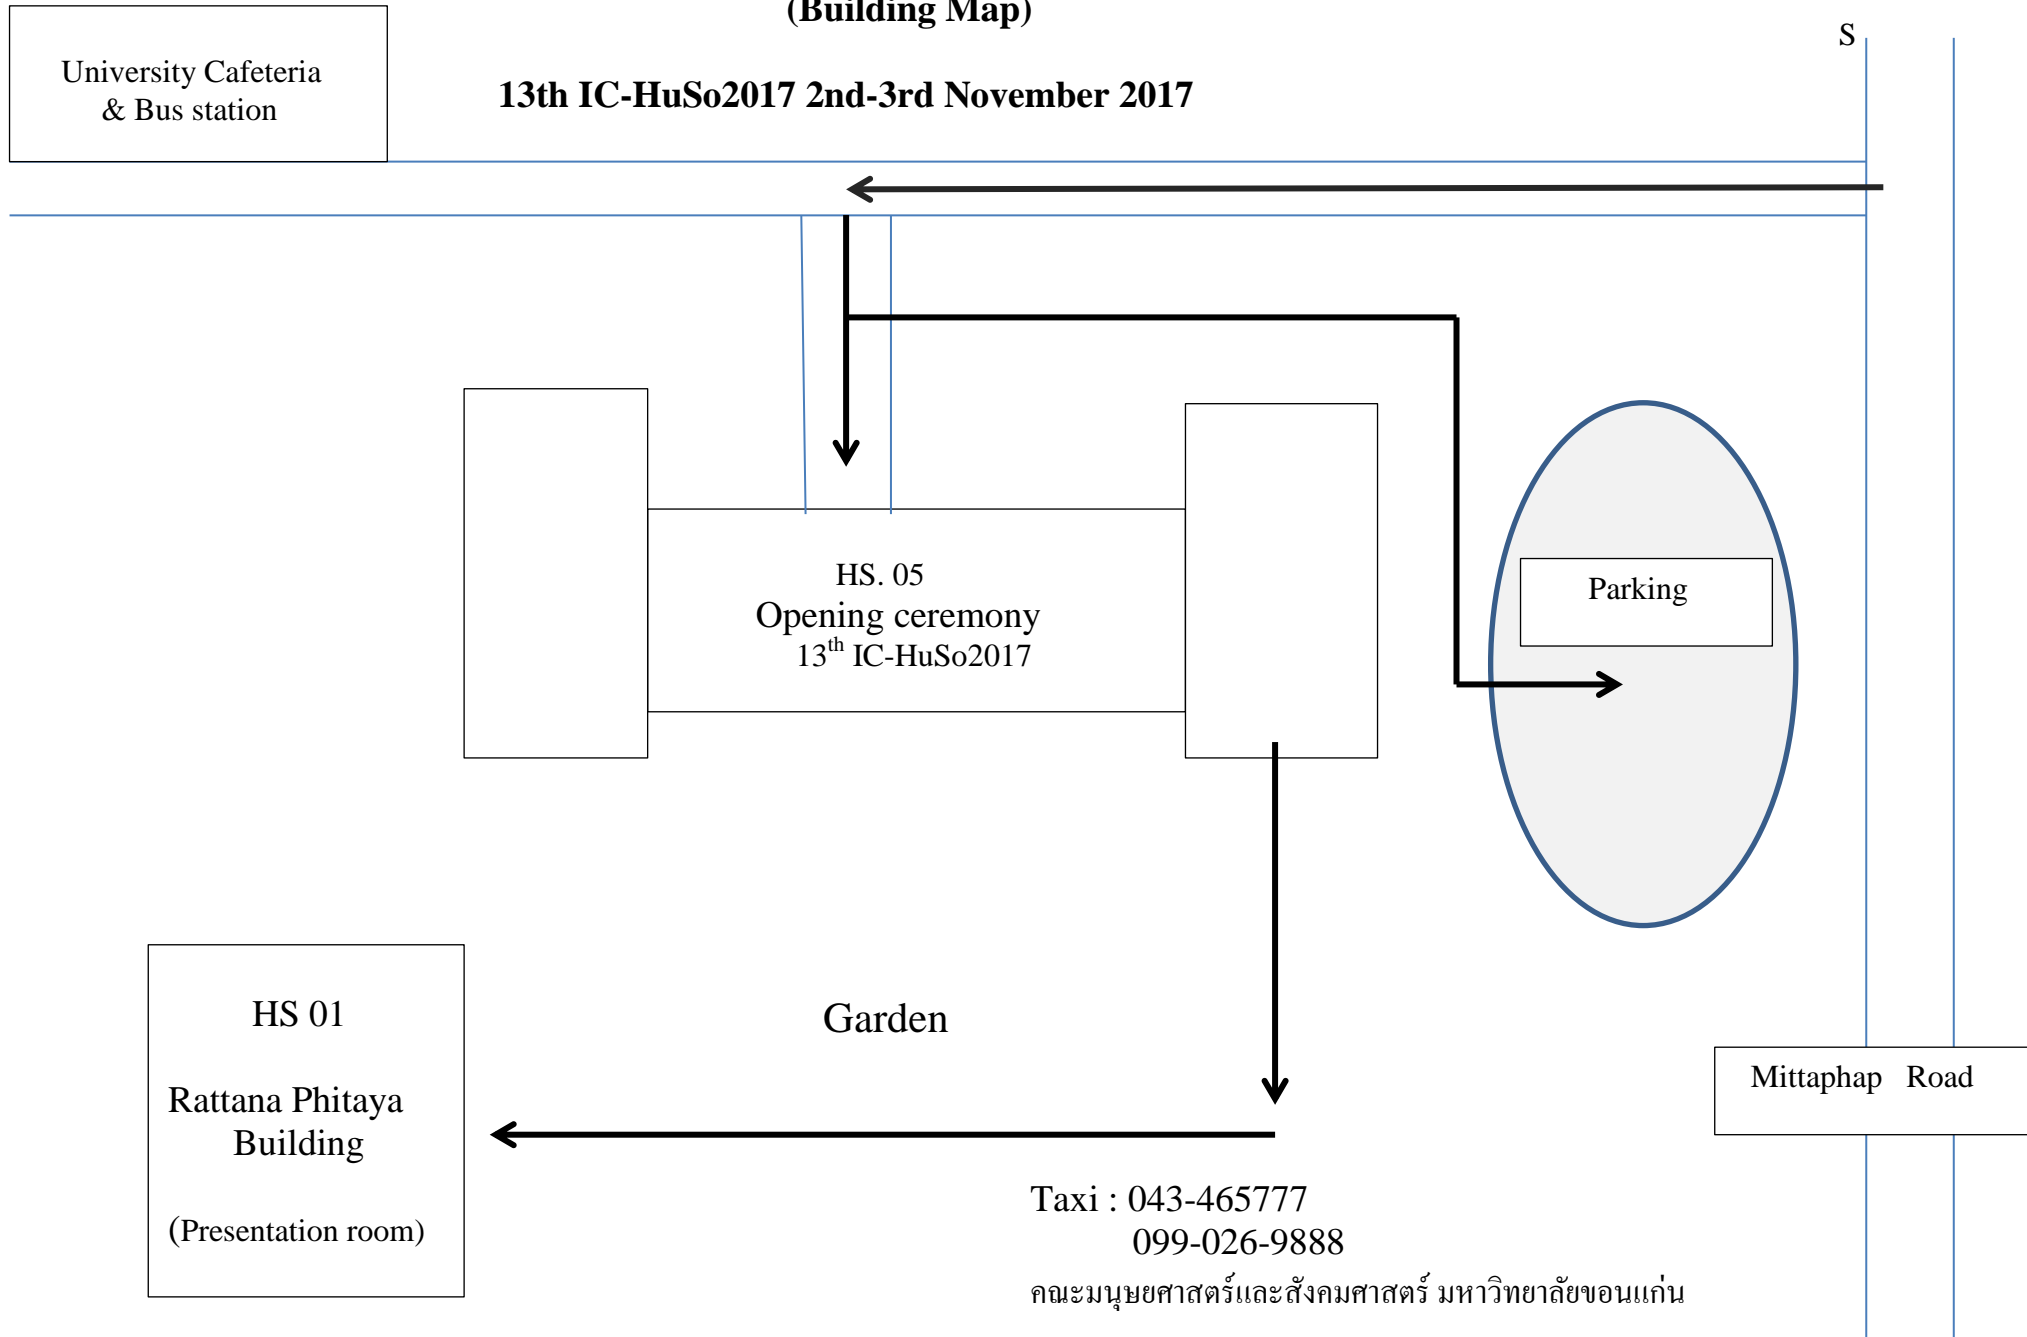 (Building Map)
S
University Cafeteria
& Bus station
13th IC-HuSo2017 2nd-3rd November 2017
HS. 05
Opening ceremony
13th IC-HuSo2017
Parking
HS 01
Rattana Phitaya
Building
(Presentation room)
Garden
Mittaphap Road
Taxi : 043-465777
099-026-9888
คณะมนุษยศาสตร์และสังคมศาสตร์ มหาวิทยาลัยขอนแก่น